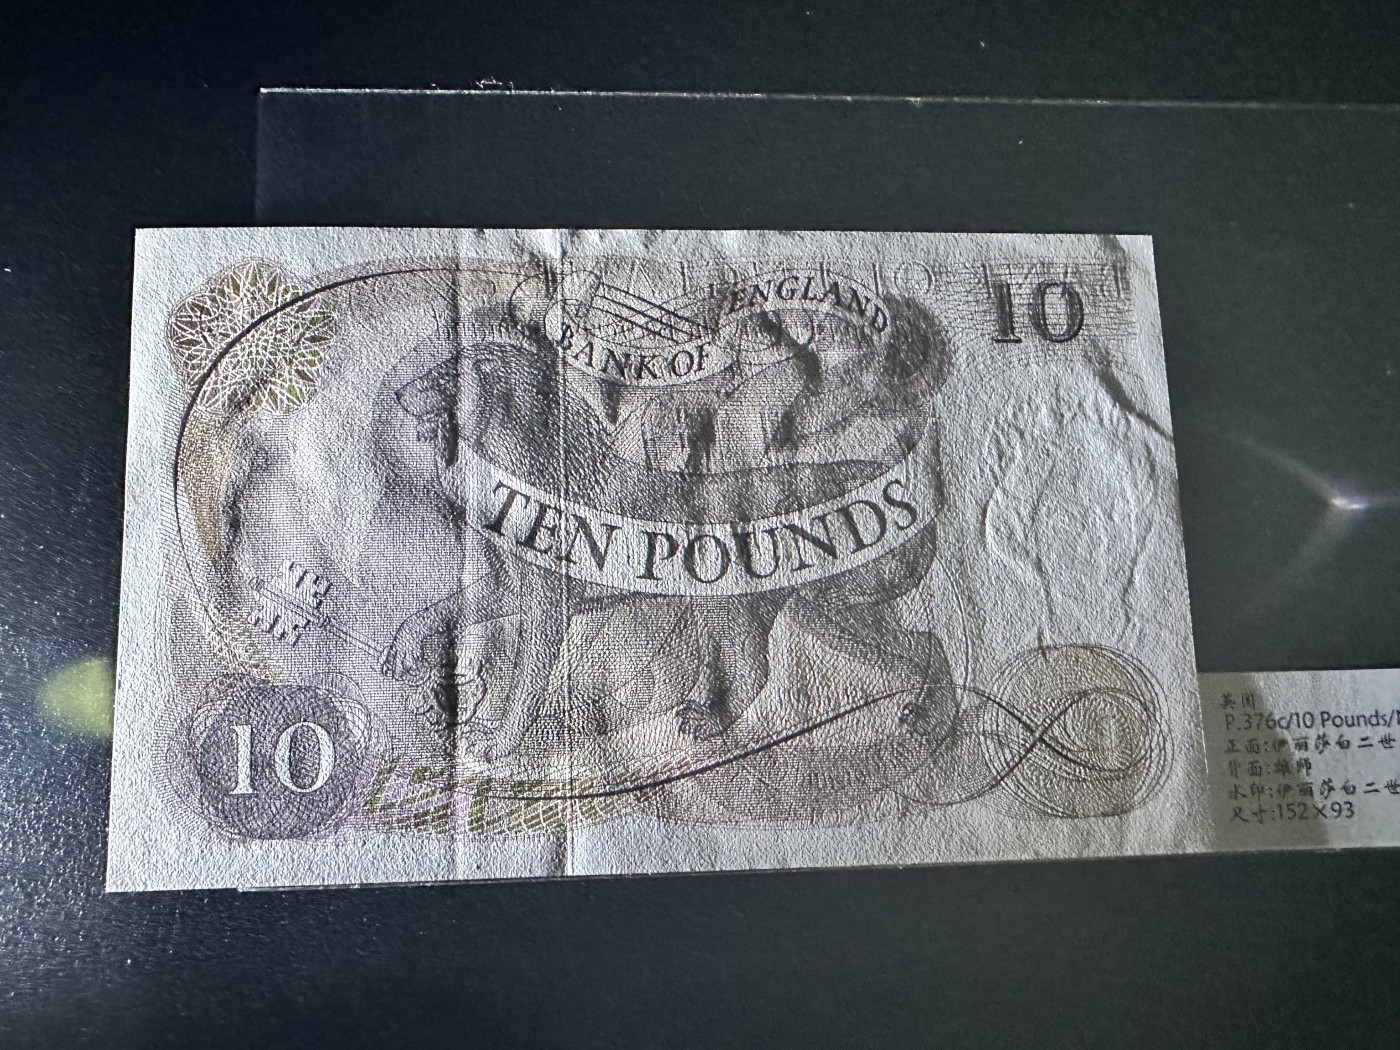 ENGLAND
BANK OF
10
TEN POUNDS
10
英国
P.376c/10 Pounds/
正面:伊丽莎白二世
背面:雄狮
水印:伊丽莎白二世
尺寸:152×93